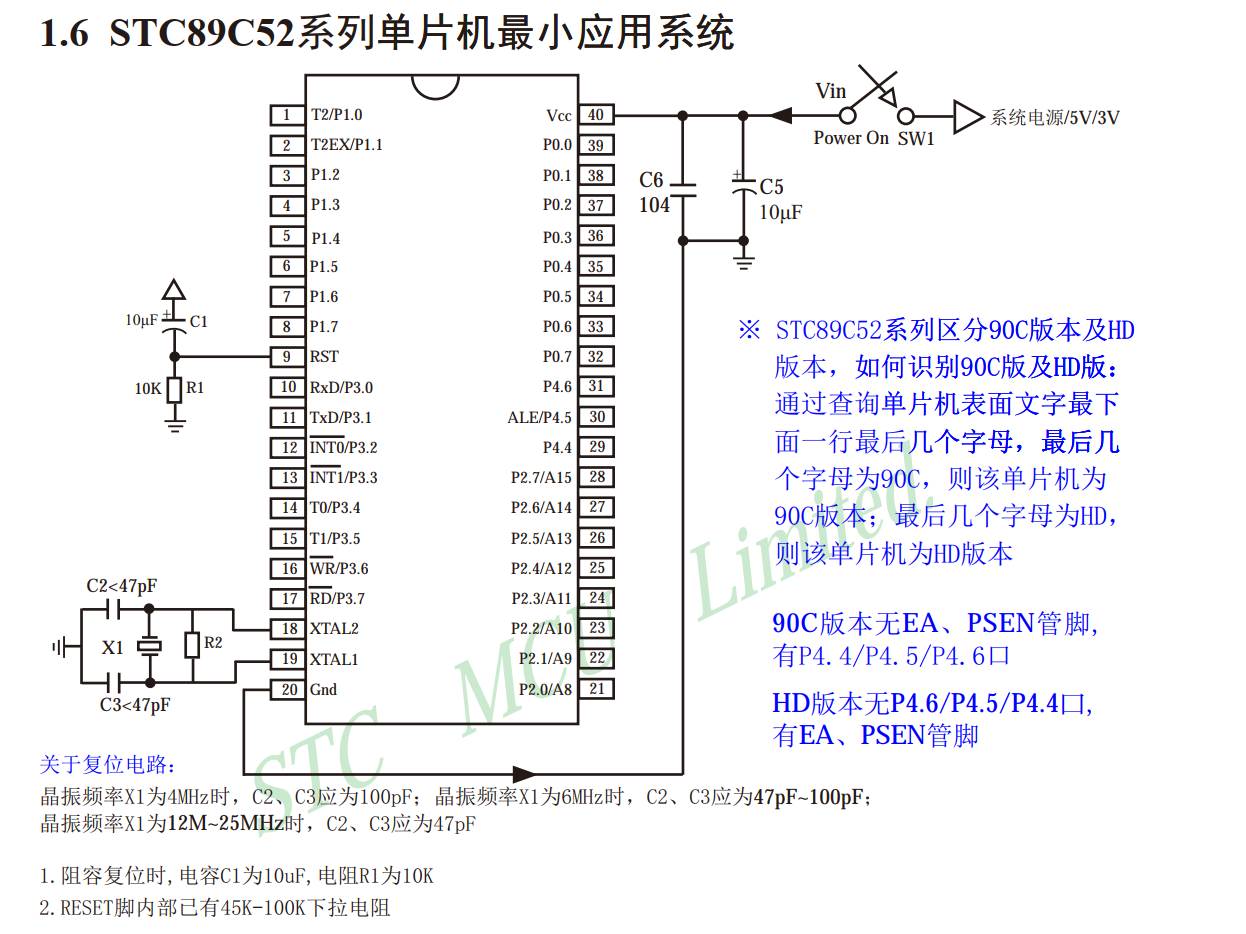 1.6 STC89C52系列单片机最小应用系统
Vin
系统电源/5V/3V
Power On SW1
1 T2/P1.0
Vcc 40
2 T2EX/P1.1
P0.0 39
3 P1.2
P0.1 38
4 P1.3
P0.2 37
5 P1.4
P0.3 36
6 P1.5
P0.4 35
7 P1.6
P0.5 34
8 P1.7
P0.6 33
9 RST
P0.7 32
10 RxD/P3.0
P4.6 31
11 TxD/P3.1
ALE/P4.5 30
12 INT0/P3.2
P4.4 29
13 INT1/P3.3
P2.7/A15 28
14 T0/P3.4
P2.6/A14 27
15 T1/P3.5
P2.5/A13 26
16 WR/P3.6
P2.4/A12 25
17 RD/P3.7
P2.3/A11 24
18 XTAL2
P2.2/A10 23
19 XTAL1
P2.1/A9 22
20 Gnd
P2.0/A8 21
C6
104
+
C5
10μF
10μF
+
C1
10K
R1
C2<47pF
X1
R2
C3<47pF
※ STC89C52系列区分90C版本及HD
版本，如何识别90C版及HD版：
通过查询单片机表面文字最下
面一行最后几个字母，最后几
个字母为90C，则该单片机为
90C版本；最后几个字母为HD，
则该单片机为HD版本
90C版本无EA、PSEN管脚，
有P4.4/P4.5/P4.6口
HD版本无P4.6/P4.5/P4.4口，
有EA、PSEN管脚
STC MCU Limited.
关于复位电路：
晶振频率X1为4MHz时，C2、C3应为100pF；晶振频率X1为6MHz时，C2、C3应为47pF~100pF；
晶振频率X1为12M~25MHz时，C2、C3应为47pF
1.阻容复位时,电容C1为10uF,电阻R1为10K
2.RESET脚内部已有45K-100K下拉电阻